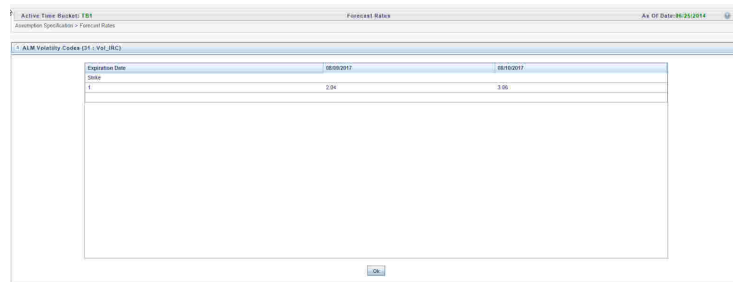 Active Time Bucket: TB1 Forecast Rates As Of Date:06/25/2014
Assumption Specification > Forecast Rates
ALM Volatility Codes (31 : Vol_IRC)
Expiration Date 08/09/2017 08/10/2017
Strike
1 2.04 3.06
Ok